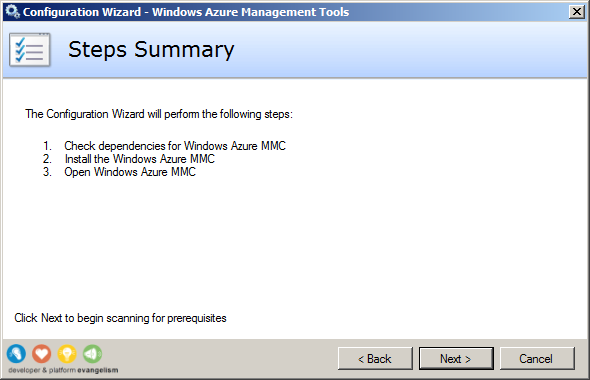 Configuration Wizard - Windows Azure Management Tools
Steps Summary
The Configuration Wizard will perform the following steps:
1. Check dependencies for Windows Azure MMC
2. Install the Windows Azure MMC
3. Open Windows Azure MMC
Click Next to begin scanning for prerequisites
< Back Next > Cancel
developer & platform evangelism